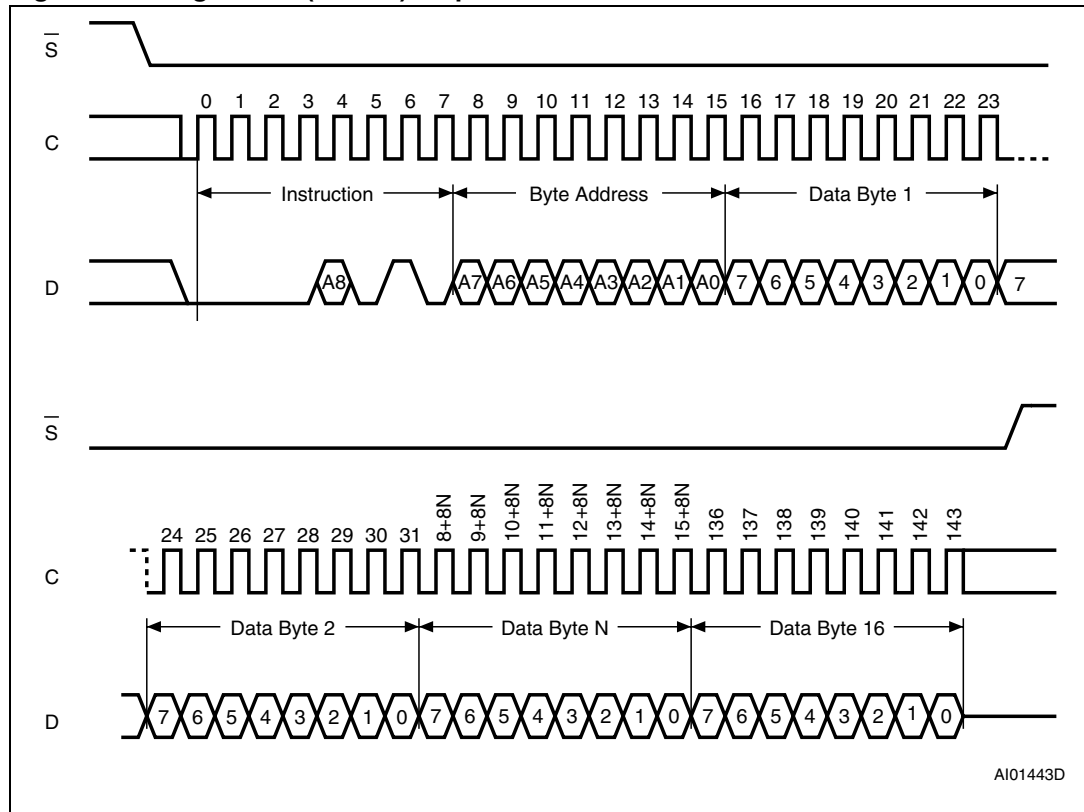 S
0 1 2 3 4 5 6 7 8 9 10 11 12 13 14 15 16 17 18 19 20 21 22 23
C
Instruction Byte Address Data Byte 1
D A8 A7 A6 A5 A4 A3 A2 A1 A0 7 6 5 4 3 2 1 0 7
S
24 25 26 27 28 29 30 31 8+8N 9+8N 10+8N 11+8N 12+8N 13+8N 14+8N 15+8N 136 137 138 139 140 141 142 143
C
Data Byte 2 Data Byte N Data Byte 16
D 7 6 5 4 3 2 1 0 7 6 5 4 3 2 1 0 7 6 5 4 3 2 1 0
AI01443D